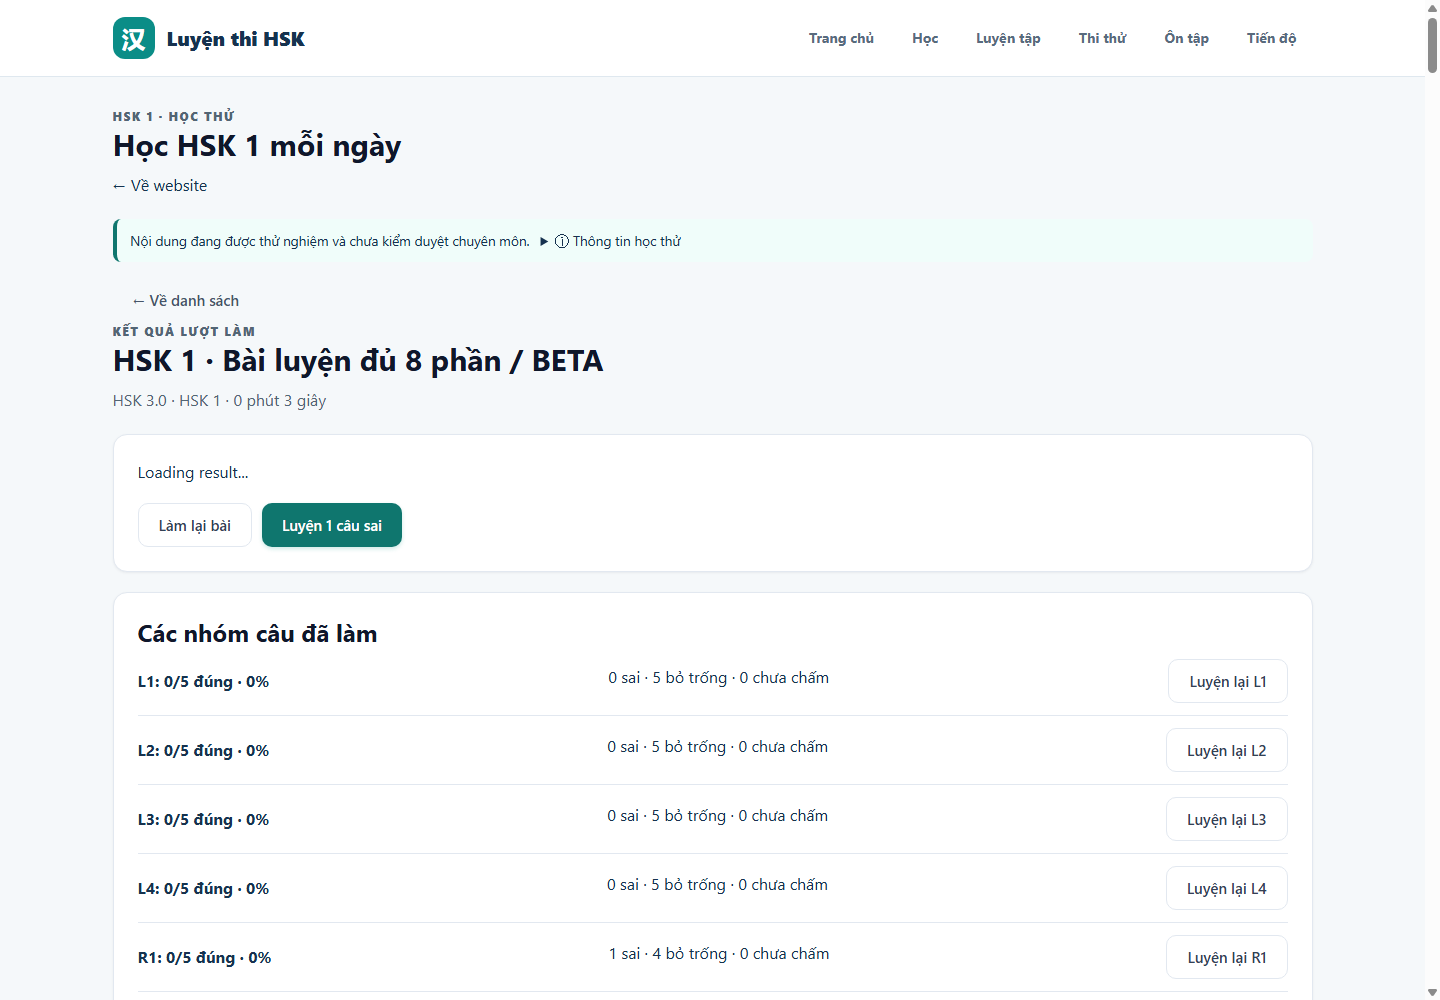 汉 Luyện thi HSK
Trang chủ Học Luyện tập Thi thử Ôn tập Tiến độ
HSK 1 · HỌC THỬ
Học HSK 1 mỗi ngày
← Về website
Nội dung đang được thử nghiệm và chưa kiểm duyệt chuyên môn. ▶ ⓘ Thông tin học thử
← Về danh sách
KẾT QUẢ LƯỢT LÀM
HSK 1 · Bài luyện đủ 8 phần / BETA
HSK 3.0 · HSK 1 · 0 phút 3 giây
Loading result...
Làm lại bài
Luyện 1 câu sai
Các nhóm câu đã làm
L1: 0/5 đúng · 0% 0 sai · 5 bỏ trống · 0 chưa chấm Luyện lại L1
L2: 0/5 đúng · 0% 0 sai · 5 bỏ trống · 0 chưa chấm Luyện lại L2
L3: 0/5 đúng · 0% 0 sai · 5 bỏ trống · 0 chưa chấm Luyện lại L3
L4: 0/5 đúng · 0% 0 sai · 5 bỏ trống · 0 chưa chấm Luyện lại L4
R1: 0/5 đúng · 0% 1 sai · 4 bỏ trống · 0 chưa chấm Luyện lại R1